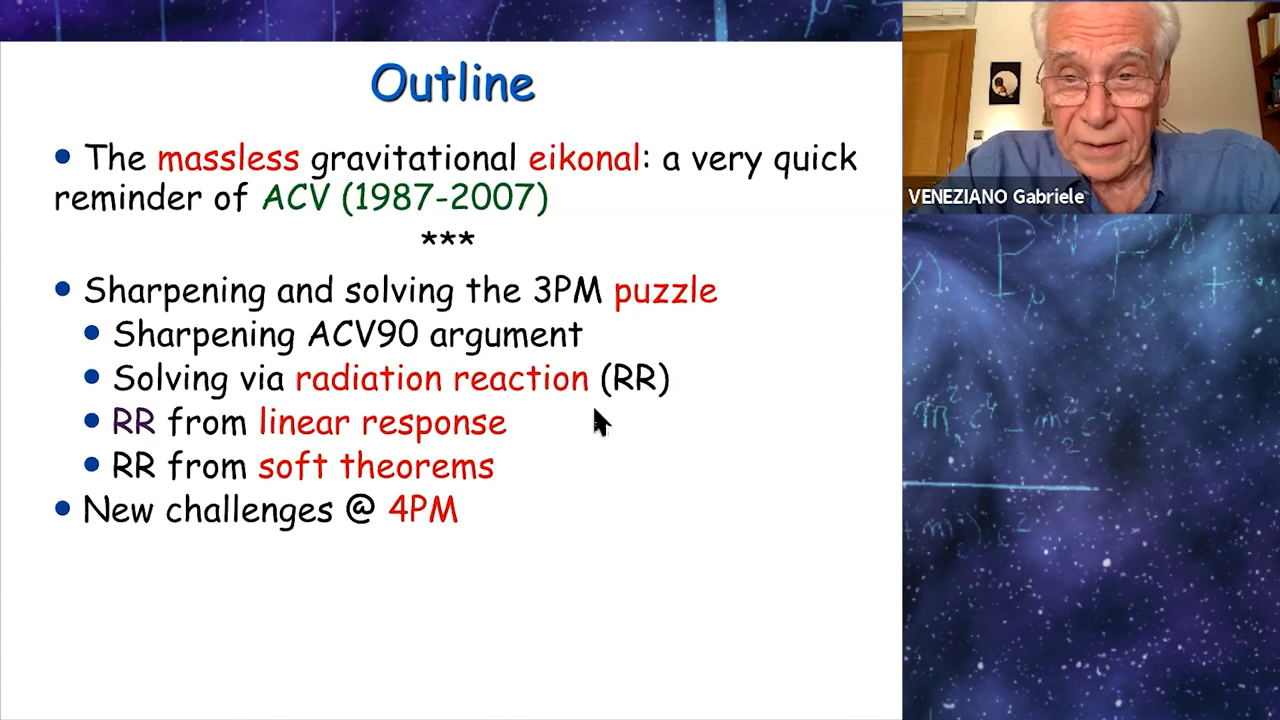 Outline
• The massless gravitational eikonal: a very quick
reminder of ACV (1987-2007)
***
• Sharpening and solving the 3PM puzzle
• Sharpening ACV90 argument
• Solving via radiation reaction (RR)
• RR from linear response
• RR from soft theorems
• New challenges @ 4PM
VENEZIANO Gabriele